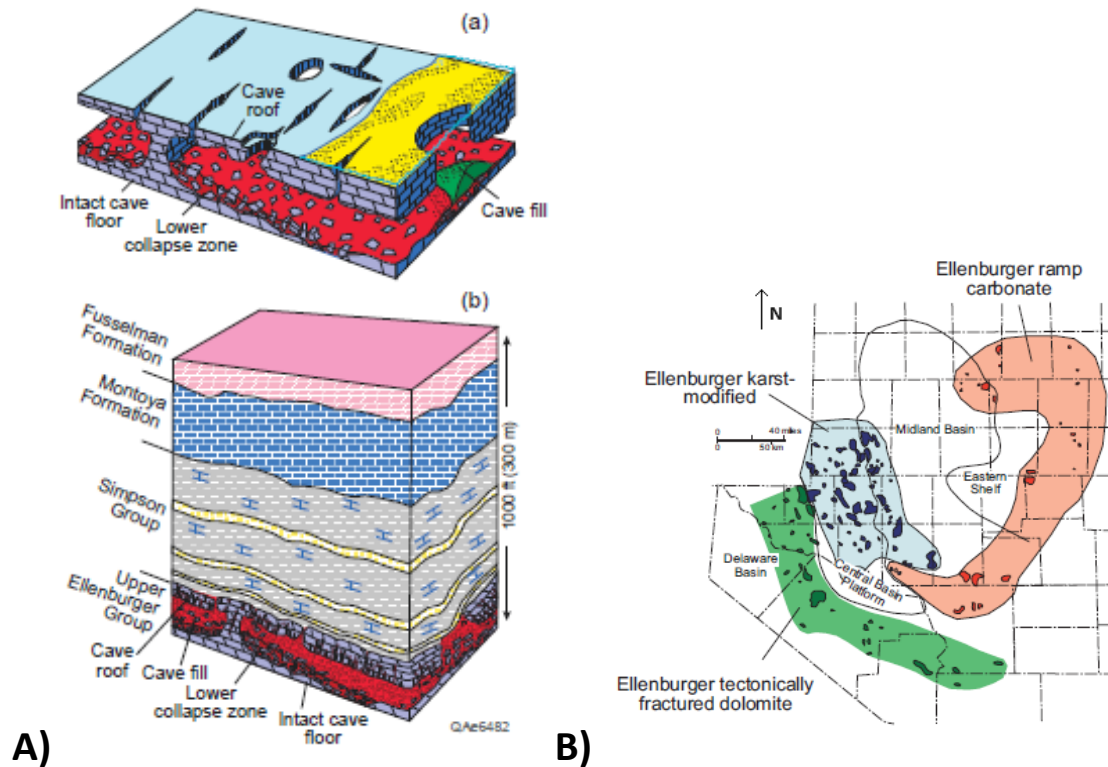 (a)
Cave
roof
Intact cave
floor
Lower
collapse zone
Cave fill
(b)
Fusselman
Formation
Montoya
Formation
Simpson
Group
Upper
Ellenburger
Group
Cave
roof
Cave fill
Lower
collapse zone
Intact cave
floor
1000 ft (300 m)
QAe6482
A)
Ellenburger ramp
carbonate
N
Ellenburger karst-
modified
0 40 miles
0 50 km
Midland Basin
Eastern
Shelf
Delaware
Basin
Central Basin
Platform
Ellenburger tectonically
fractured dolomite
B)